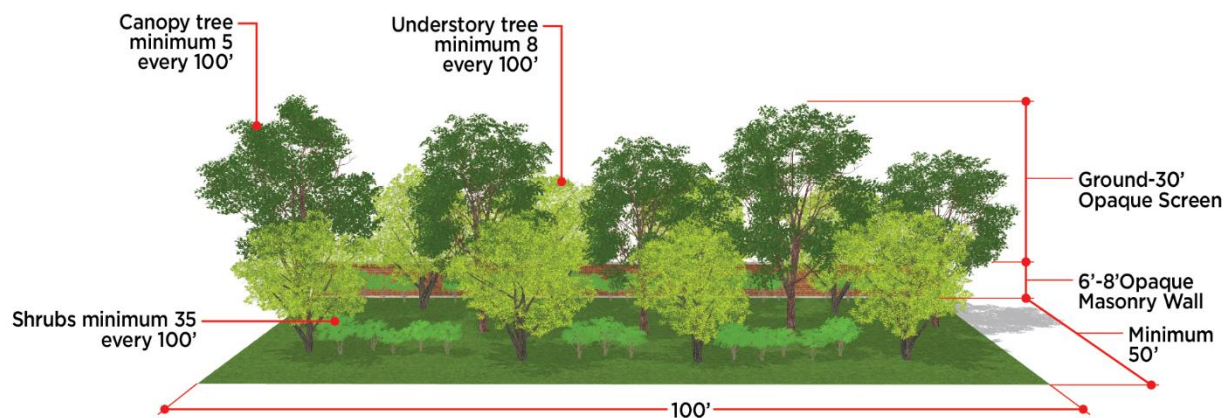 Canopy tree
minimum 5
every 100'
Understory tree
minimum 8
every 100'
Ground-30'
Opaque Screen
6'-8'Opaque
Masonry Wall
Minimum
50'
Shrubs minimum 35
every 100'
100'